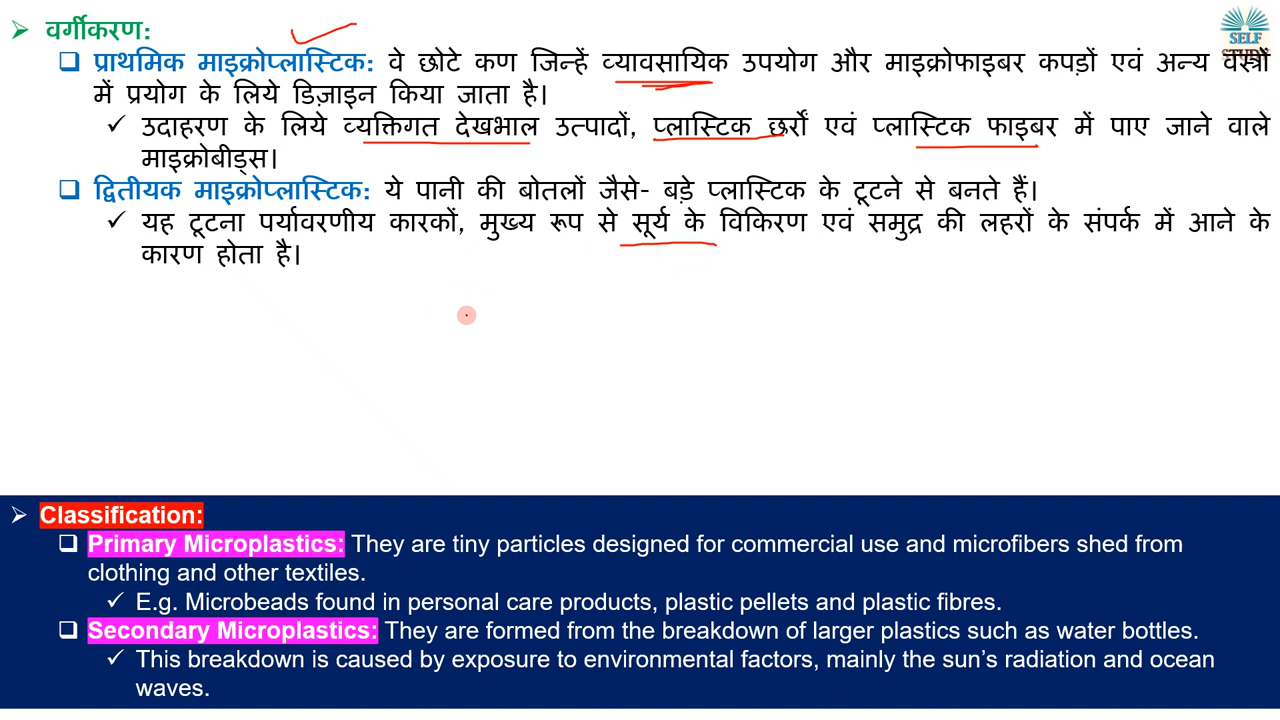 वर्गीकरण:
SELF
STUDY
प्राथमिक माइक्रोप्लास्टिक: वे छोटे कण जिन्हें व्यावसायिक उपयोग और माइक्रोफाइबर कपड़ों एवं अन्य वस्त्रों
में प्रयोग के लिये डिज़ाइन किया जाता है।
✓ उदाहरण के लिये व्यक्तिगत देखभाल उत्पादों, प्लास्टिक छर्रों एवं प्लास्टिक फाइबर में पाए जाने वाले
माइक्रोबीड्स।
द्वितीयक माइक्रोप्लास्टिक: ये पानी की बोतलों जैसे- बड़े प्लास्टिक के टूटने से बनते हैं।
✓ यह टूटना पर्यावरणीय कारकों, मुख्य रूप से सूर्य के विकिरण एवं समुद्र की लहरों के संपर्क में आने के
कारण होता है।
Classification:
Primary Microplastics: They are tiny particles designed for commercial use and microfibers shed from
clothing and other textiles.
✓ E.g. Microbeads found in personal care products, plastic pellets and plastic fibres.
Secondary Microplastics: They are formed from the breakdown of larger plastics such as water bottles.
✓ This breakdown is caused by exposure to environmental factors, mainly the sun’s radiation and ocean
waves.